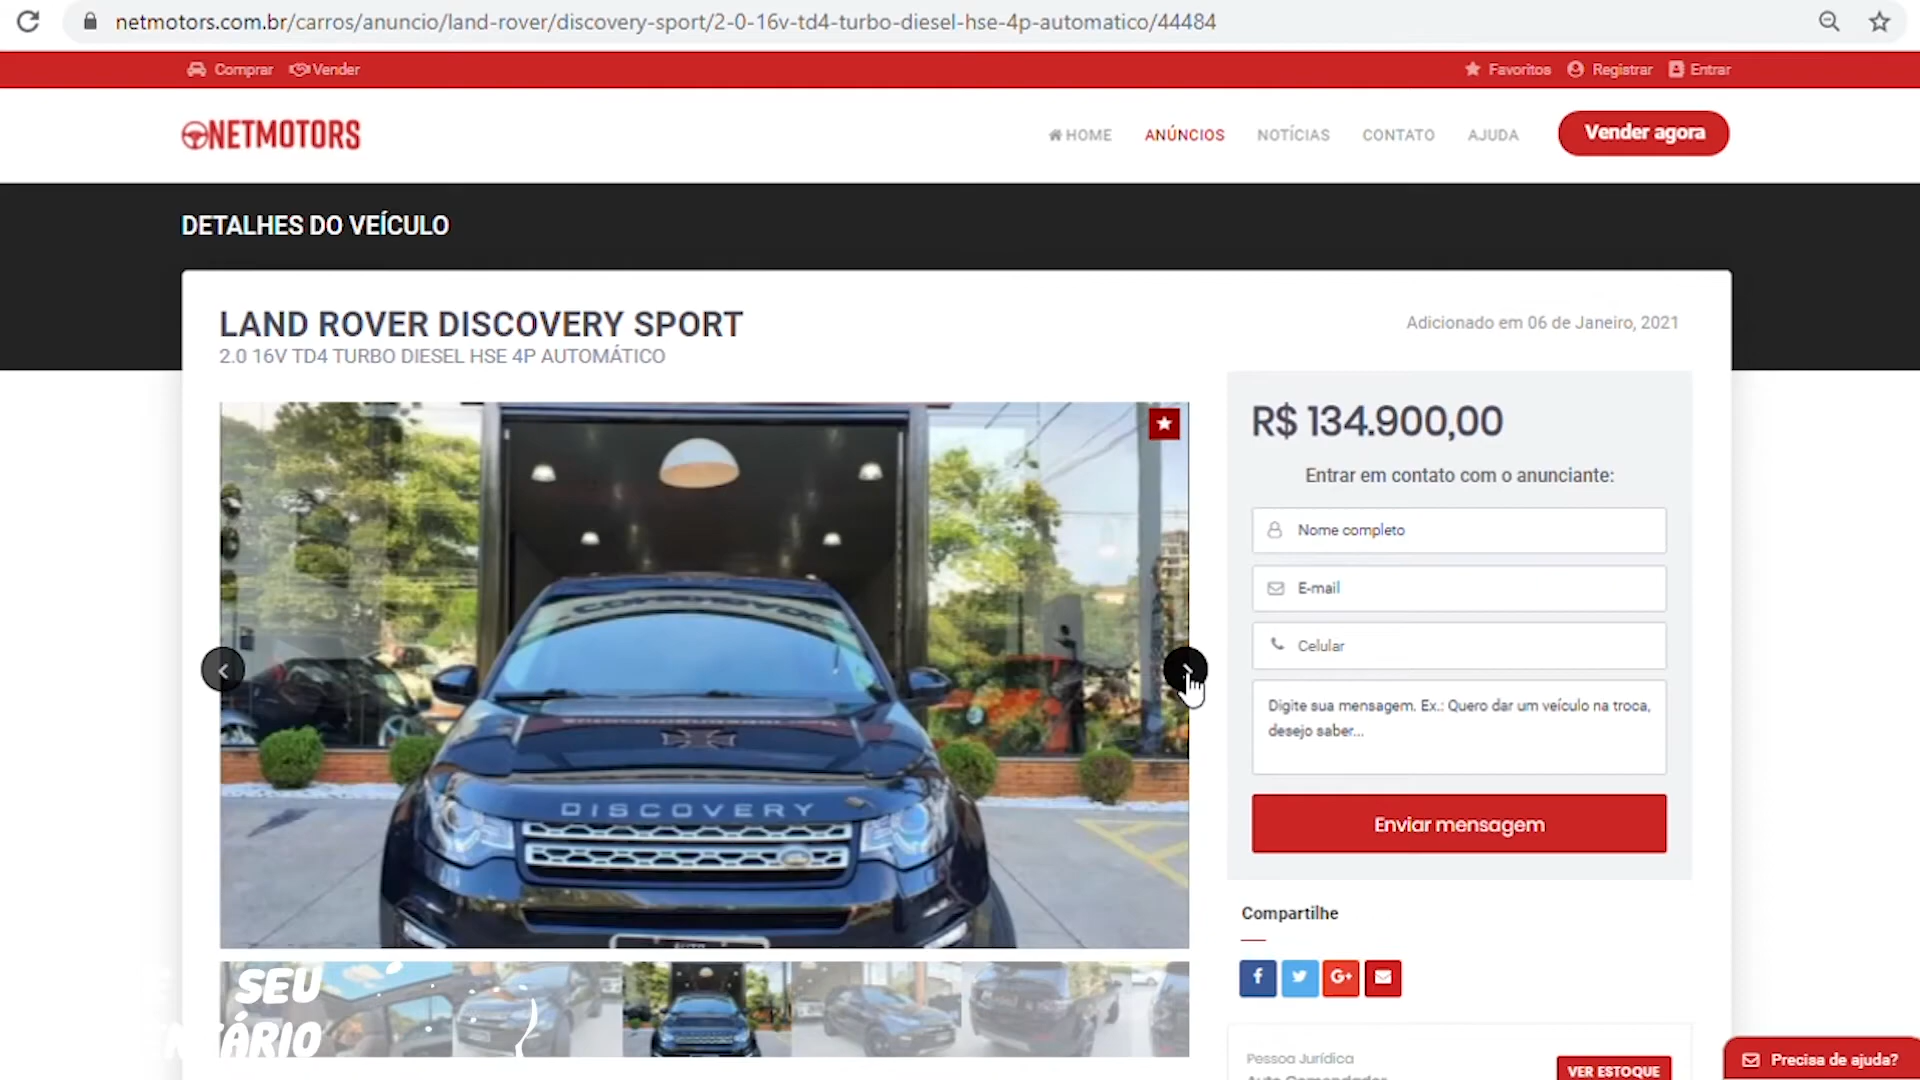 netmotors.com.br/carros/anuncio/land-rover/discovery-sport/2-0-16v-td4-turbo-diesel-hse-4p-automatico/44484
Comprar Vender
Favoritos Registrar Entrar
NETMOTORS
HOME ANÚNCIOS NOTÍCIAS CONTATO AJUDA Vender agora
DETALHES DO VEÍCULO
LAND ROVER DISCOVERY SPORT
2.0 16V TD4 TURBO DIESEL HSE 4P AUTOMÁTICO
Adicionado em 06 de Janeiro, 2021
R$ 134.900,00
Entrar em contato com o anunciante:
Nome completo
E-mail
Celular
Digite sua mensagem. Ex.: Quero dar um veículo na troca,
desejo saber...
Enviar mensagem
DISCOVERY
Compartilhe
SEU
Pessoa Jurídica
VER ESTOQUE
Precisa de ajuda?